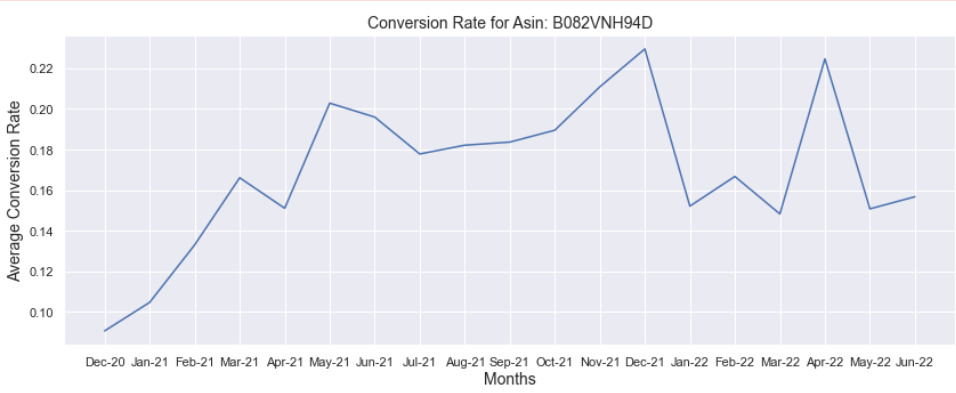 Conversion Rate for Asin: B082VNH94D
Average Conversion Rate
0.22
0.20
0.18
0.16
0.14
0.12
0.10
Dec-20 Jan-21 Feb-21 Mar-21 Apr-21 May-21 Jun-21 Jul-21 Aug-21 Sep-21 Oct-21 Nov-21 Dec-21 Jan-22 Feb-22 Mar-22 Apr-22 May-22 Jun-22
Months